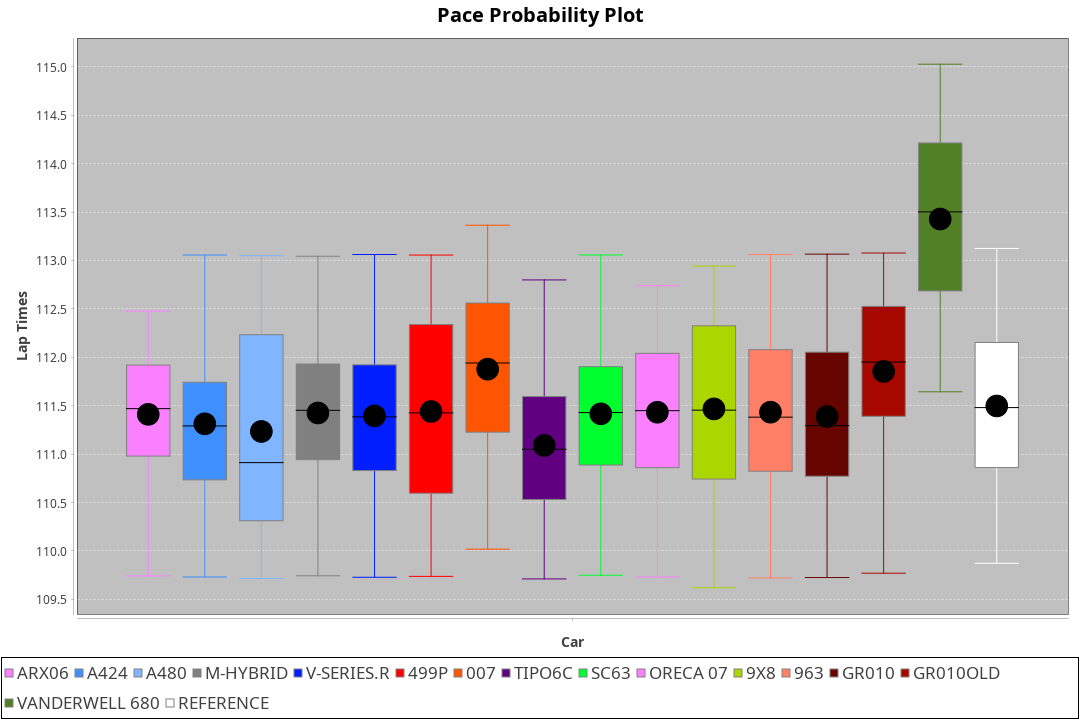 Pace Probability Plot
115.0
114.5
114.0
113.5
113.0
112.5
112.0
111.5
111.0
110.5
110.0
109.5
Lap Times
Car
ARX06 A424 A480 M-HYBRID V-SERIES.R 499P 007 TIPO6C SC63 ORECA 07 9X8 963 GR010 GR010OLD
VANDERWELL 680 REFERENCE